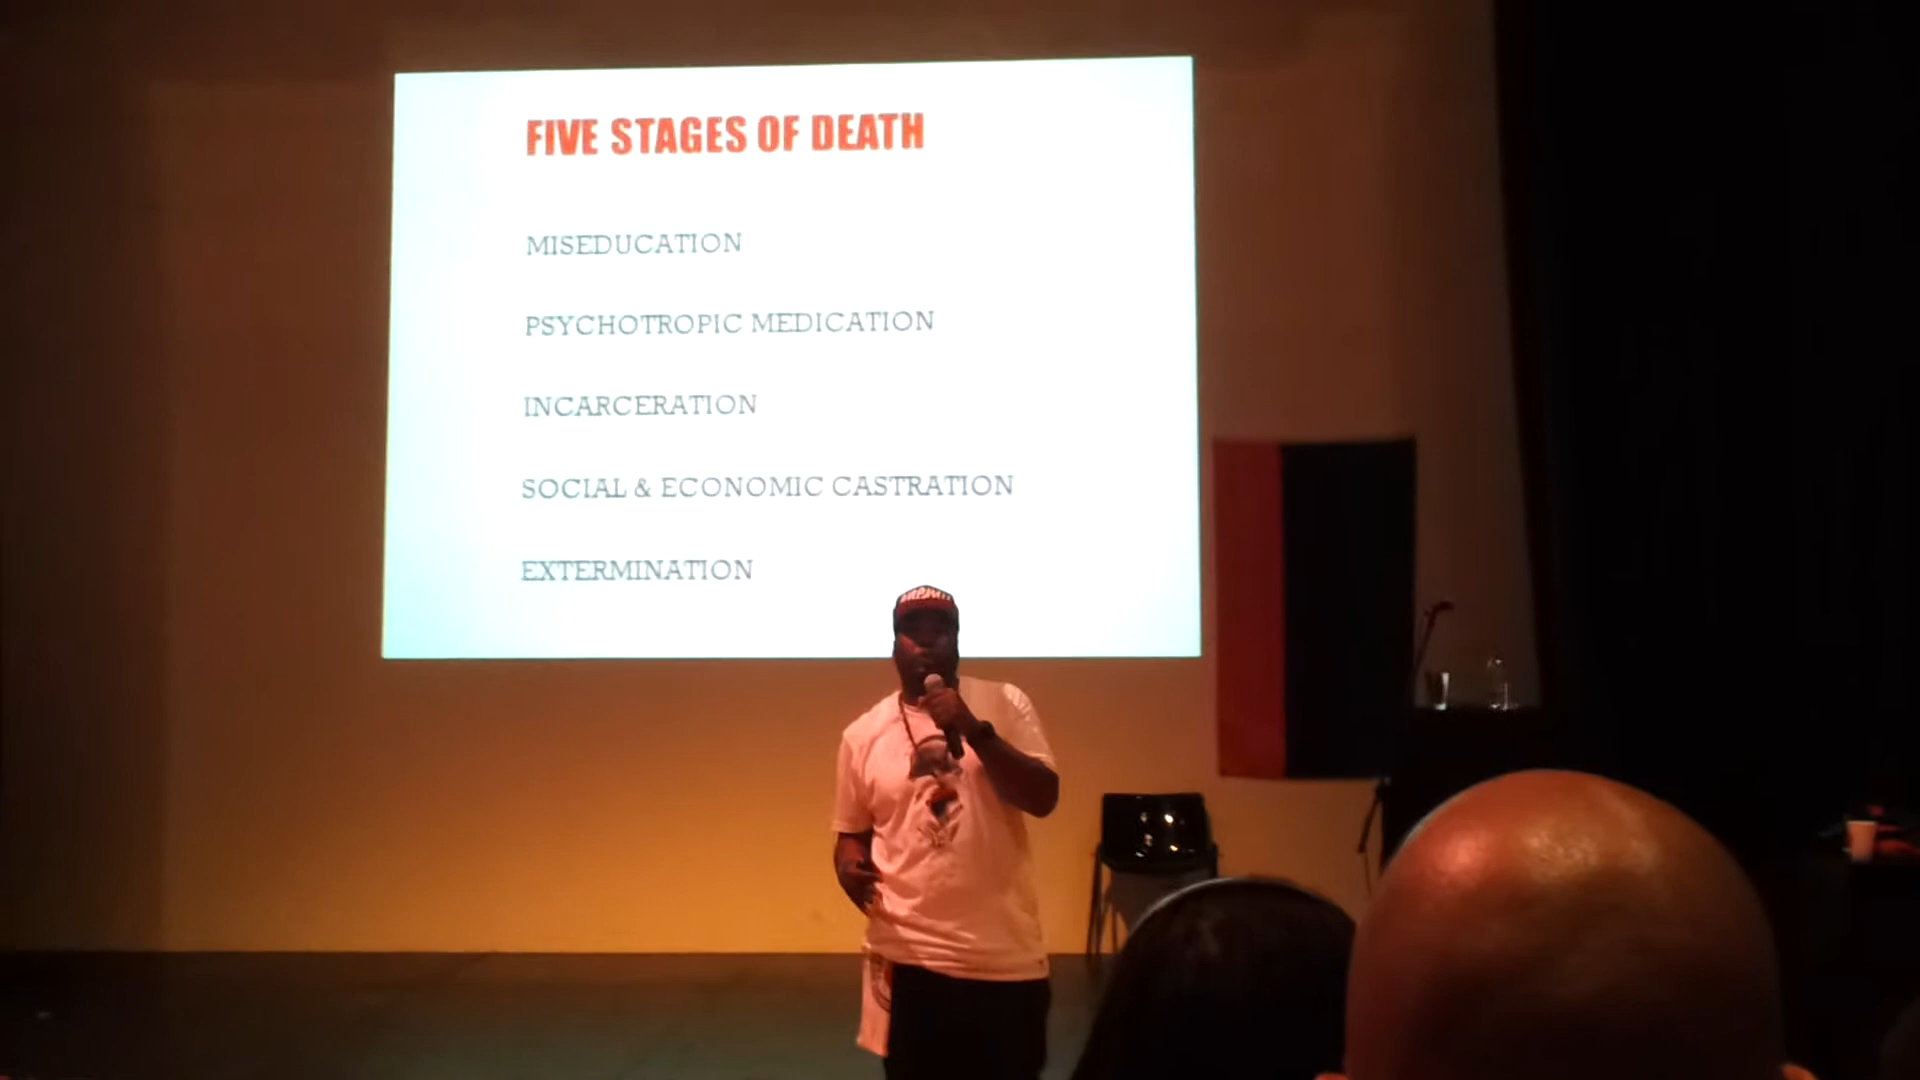 FIVE STAGES OF DEATH
MISEDUCATION
PSYCHOTROPIC MEDICATION
INCARCERATION
SOCIAL & ECONOMIC CASTRATION
EXTERMINATION